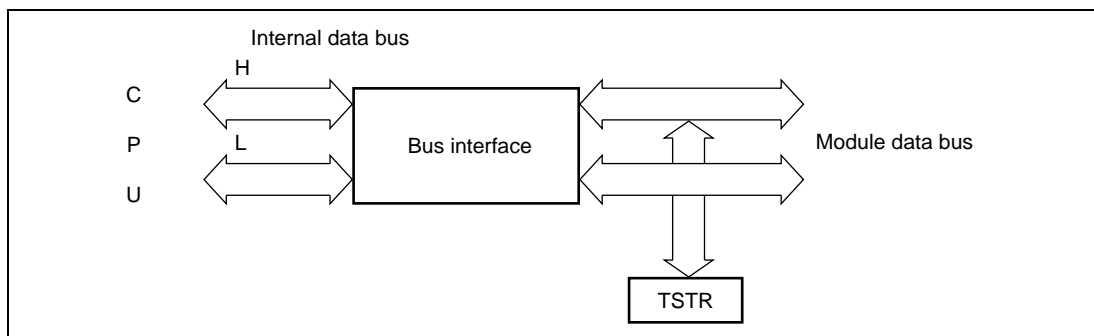 Internal data bus
H
C
P
L
U
Bus interface
Module data bus
TSTR